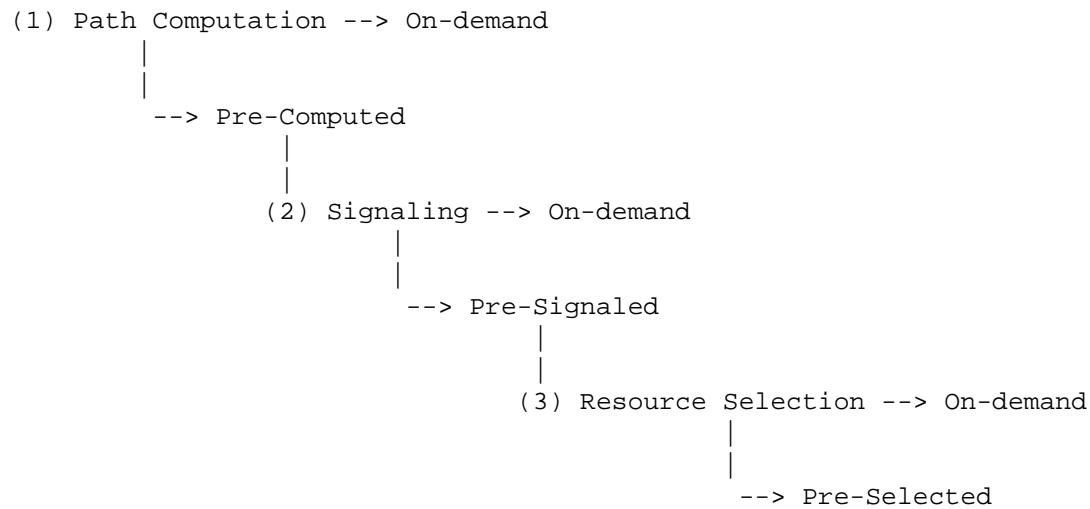 (1) Path Computation --> On-demand
|
|
--> Pre-Computed
|
|
(2) Signaling --> On-demand
|
|
--> Pre-Signaled
|
|
(3) Resource Selection --> On-demand
|
|
--> Pre-Selected